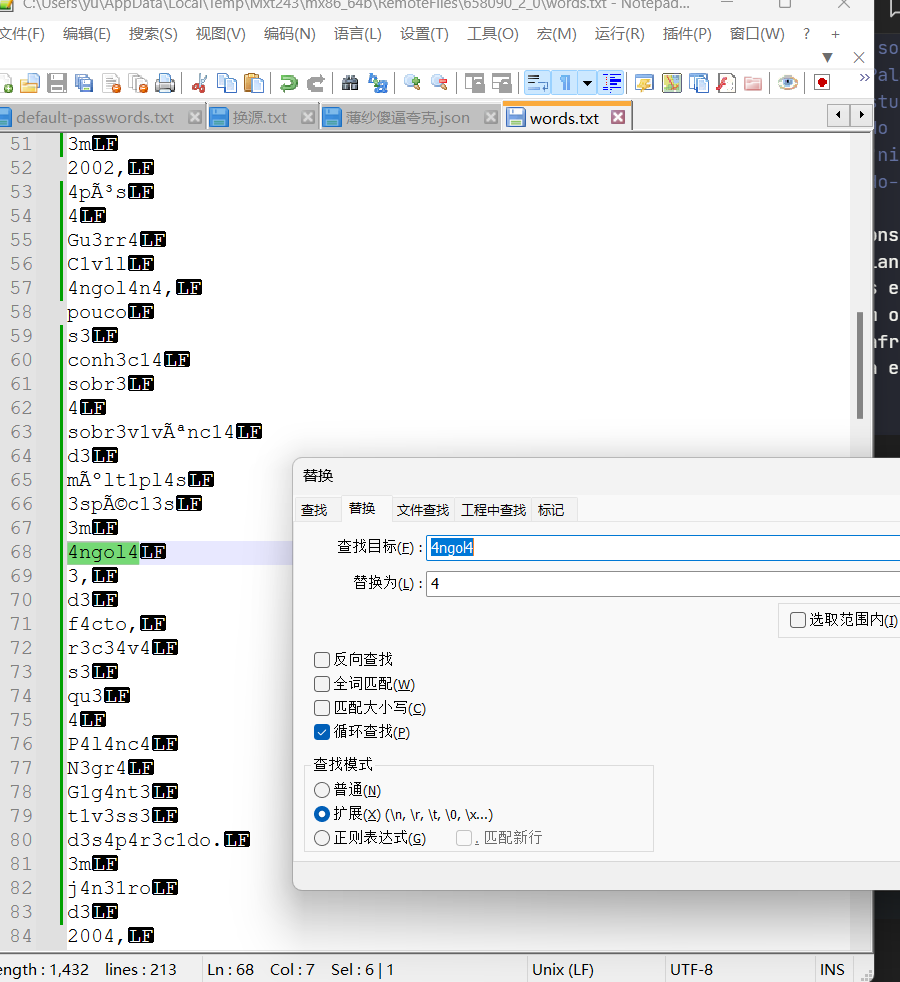 C:\Users\yu\AppData\Local\Temp\Mxt243\mx86_64b\RemoteFiles\658090_2_0\words.txt - Notepad...
文件(F) 编辑(E) 搜索(S) 视图(V) 编码(N) 语言(L) 设置(T) 工具(O) 宏(M) 运行(R) 插件(P) 窗口(W) ? +
default-passwords.txt 换源.txt 薄纱傻逼夸克.json words.txt
51 3mLF
52 2002,LF
53 4pÃ³sLF
54 4LF
55 Gu3rr4LF
56 C1v1lLF
57 4ngol4n4,LF
58 poucoLF
59 s3LF
60 conh3c14LF
61 sobr3LF
62 4LF
63 sobr3v1vÃªnc14LF
64 d3LF
65 mÃºlt1pl4sLF
66 3spÃ©c13sLF
67 3mLF
68 4ngol4LF
69 3,LF
70 d3LF
71 f4cto,LF
72 r3c34v4LF
73 s3LF
74 qu3LF
75 4LF
76 P4l4nc4LF
77 N3gr4LF
78 G1g4nt3LF
79 t1v3ss3LF
80 d3s4p4r3c1do.LF
81 3mLF
82 j4n31roLF
83 d3LF
84 2004,LF
替换
查找 替换 文件查找 工程中查找 标记
查找目标(F) : 4ngol4
替换为(L) : 4
选取范围内(I)
反向查找
全词匹配(W)
匹配大小写(C)
循环查找(P)
查找模式
普通(N)
扩展(X) (\n, \r, \t, \0, \x...)
正则表达式(G) . 匹配新行
ength : 1,432 lines : 213 Ln : 68 Col : 7 Sel : 6 | 1 Unix (LF) UTF-8 INS